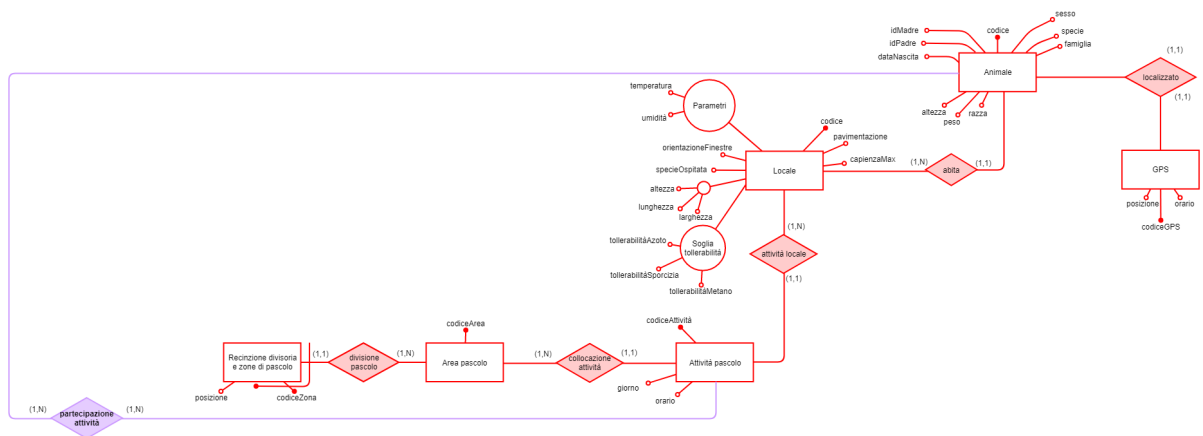 sesso
idMadre
codice
specie
idPadre
famiglia
dataNascita
(1,1)
Animale
localizzato
temperatura
Parametri
(1,1)
altezza
razza
peso
umidità
codice
pavimentazione
orientazioneFinestre
capienzaMax
(1,N)
(1,1)
specieOspitata
Locale
abita
GPS
altezza
lunghezza
larghezza
posizione
orario
codiceGPS
(1,N)
tollerabilitàAzoto
Soglia
tollerabilità
attività locale
tollerabilitàSporcizia
(1,1)
tollerabilitàMetano
codiceArea
codiceAttività
Recinzione divisoria
e zone di pascolo
(1,1)
divisione
pascolo
(1,N)
Area pascolo
(1,N)
collocazione
attività
(1,1)
Attività pascolo
giorno
orario
posizione
codiceZona
(1,N)
partecipazione
attività
(1,N)